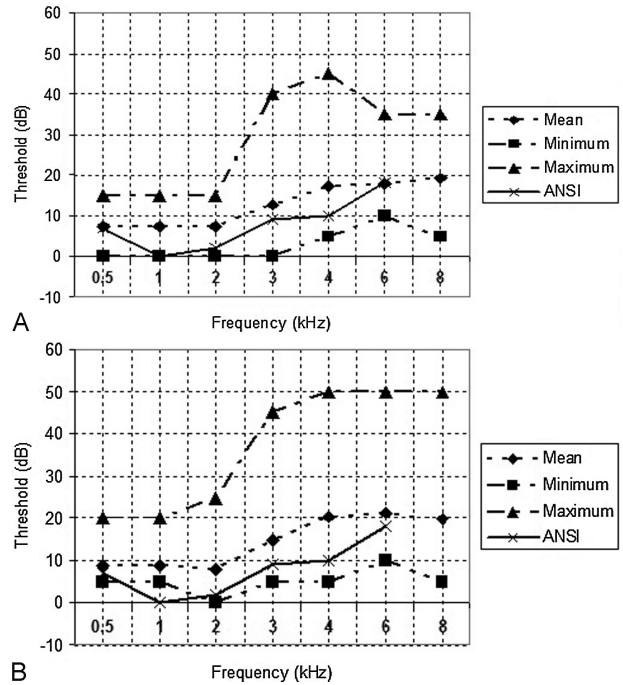 60
50
40
30
20
10
0
-10
Threshold (dB)
0.5 1 2 3 4 6 8
Frequency (kHz)
Mean
Minimum
Maximum
ANSI
A
60
50
40
30
20
10
0
-10
Threshold (dB)
0.5 1 2 3 4 6 8
Frequency (kHz)
Mean
Minimum
Maximum
ANSI
B